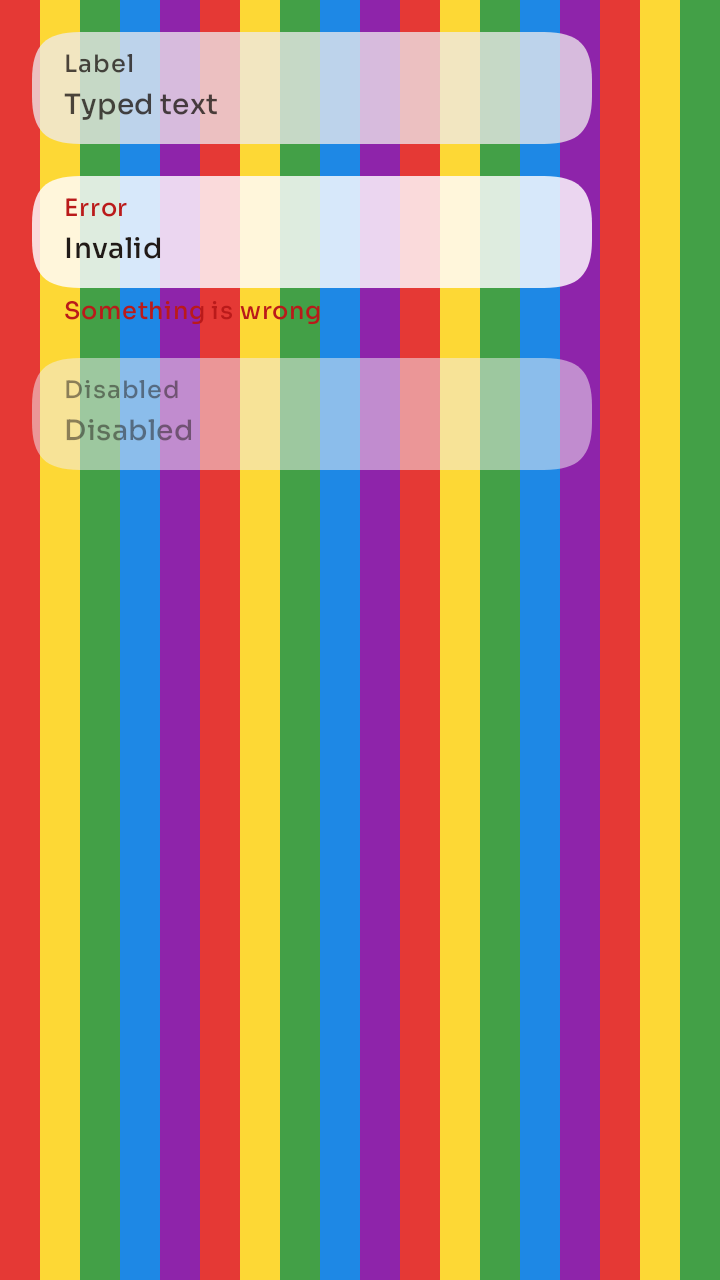 Label
Typed text
Error
Invalid
Something is wrong
Disabled
Disabled